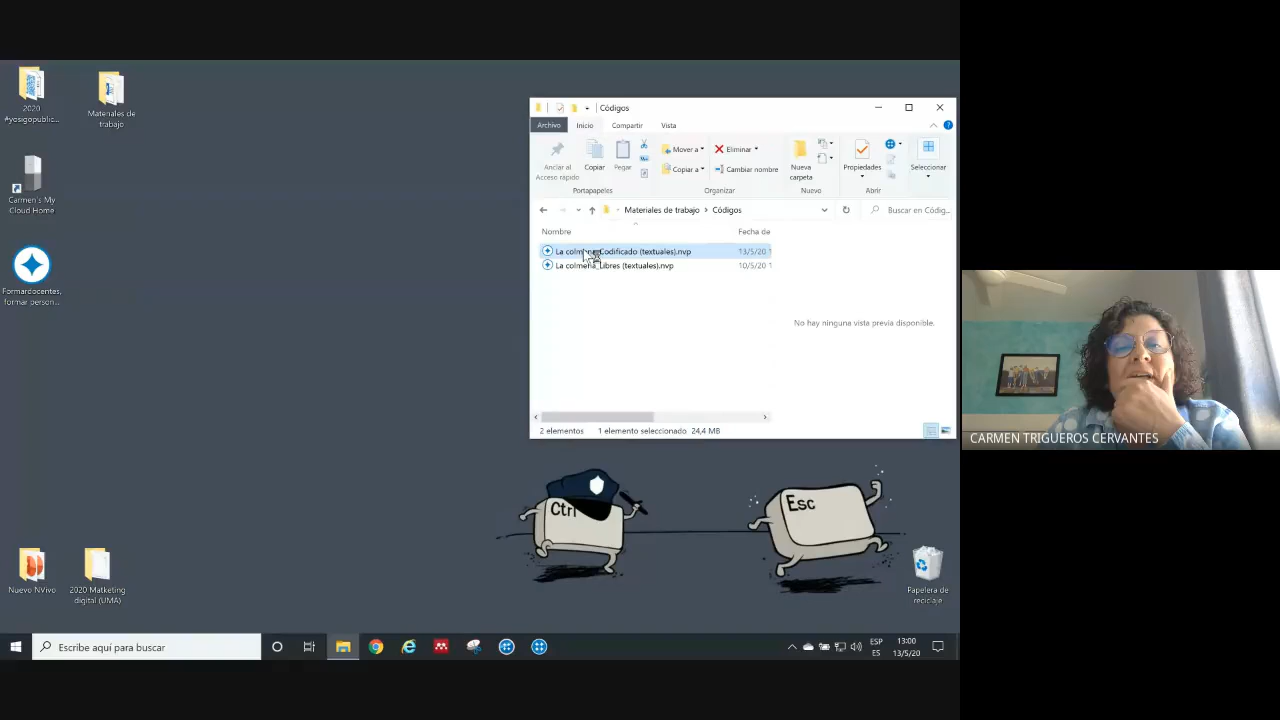 2020
#yosigopublic...
Materiales de
trabajo
Carmen's My
Cloud Home
Formardocentes,
formar person...
Nuevo NVivo
2020 Matketing
digital (UMA)
Códigos
Archivo
Inicio
Compartir
Vista
Anclar al
Acceso rápido
Copiar
Pegar
Mover a
Copiar a
Eliminar
Cambiar nombre
Nueva
carpeta
Propiedades
Seleccionar
Portapapeles
Organizar
Nuevo
Abrir
Materiales de trabajo > Códigos
Buscar en Códig...
Nombre
Fecha de
La colmena_Codificado (textuales).nvp
13/5/20 1
La colmena_Libres (textuales).nvp
10/5/20 1
No hay ninguna vista previa disponible.
2 elementos
1 elemento seleccionado 24,4 MB
Ctrl
Esc
Papelera de
reciclaje
Escribe aquí para buscar
ESP
ES
13:00
13/5/20
CARMEN TRIGUEROS CERVANTES